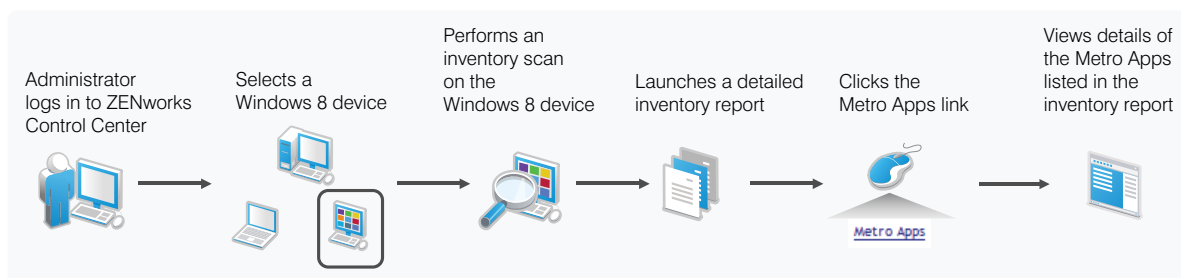 Administrator
logs in to ZENworks
Control Center
Selects a
Windows 8 device
Performs an
inventory scan
on the
Windows 8 device
Launches a detailed
inventory report
Clicks the
Metro Apps link
Metro Apps
Views details of
the Metro Apps
listed in the
inventory report